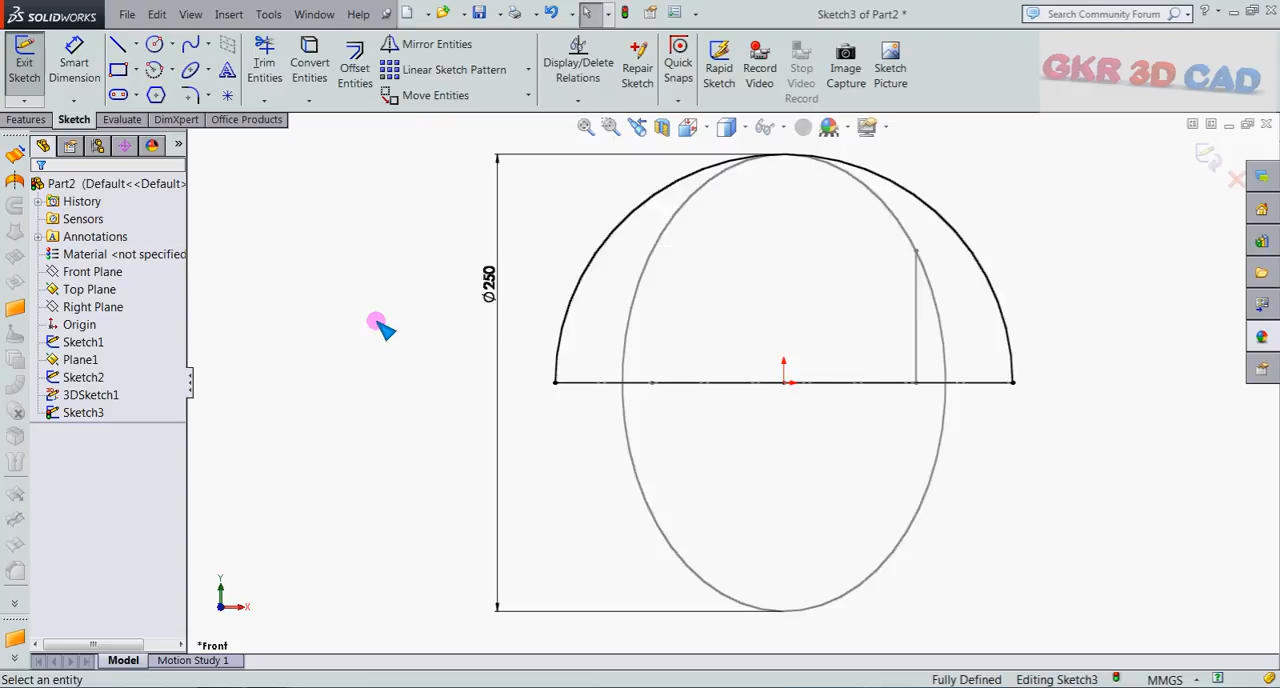 SOLIDWORKS
File Edit View Insert Tools Window Help
Sketch3 of Part2 *
Search Community Forum
Exit Sketch
Smart Dimension
Trim Entities
Convert Entities
Offset Entities
Mirror Entities
Linear Sketch Pattern
Move Entities
Display/Delete Relations
Repair Sketch
Quick Snaps
Rapid Sketch
Record Video
Stop Video Record
Image Capture
Sketch Picture
GKR 3D CAD
Features Sketch Evaluate DimXpert Office Products
Part2 (Default<<Default>
History
Sensors
Annotations
Material <not specified
Front Plane
Top Plane
Right Plane
Origin
Sketch1
Plane1
Sketch2
3DSketch1
Sketch3
Ø250
Y
X
*Front
Model Motion Study 1
Select an entity
Fully Defined Editing Sketch3 MMGS